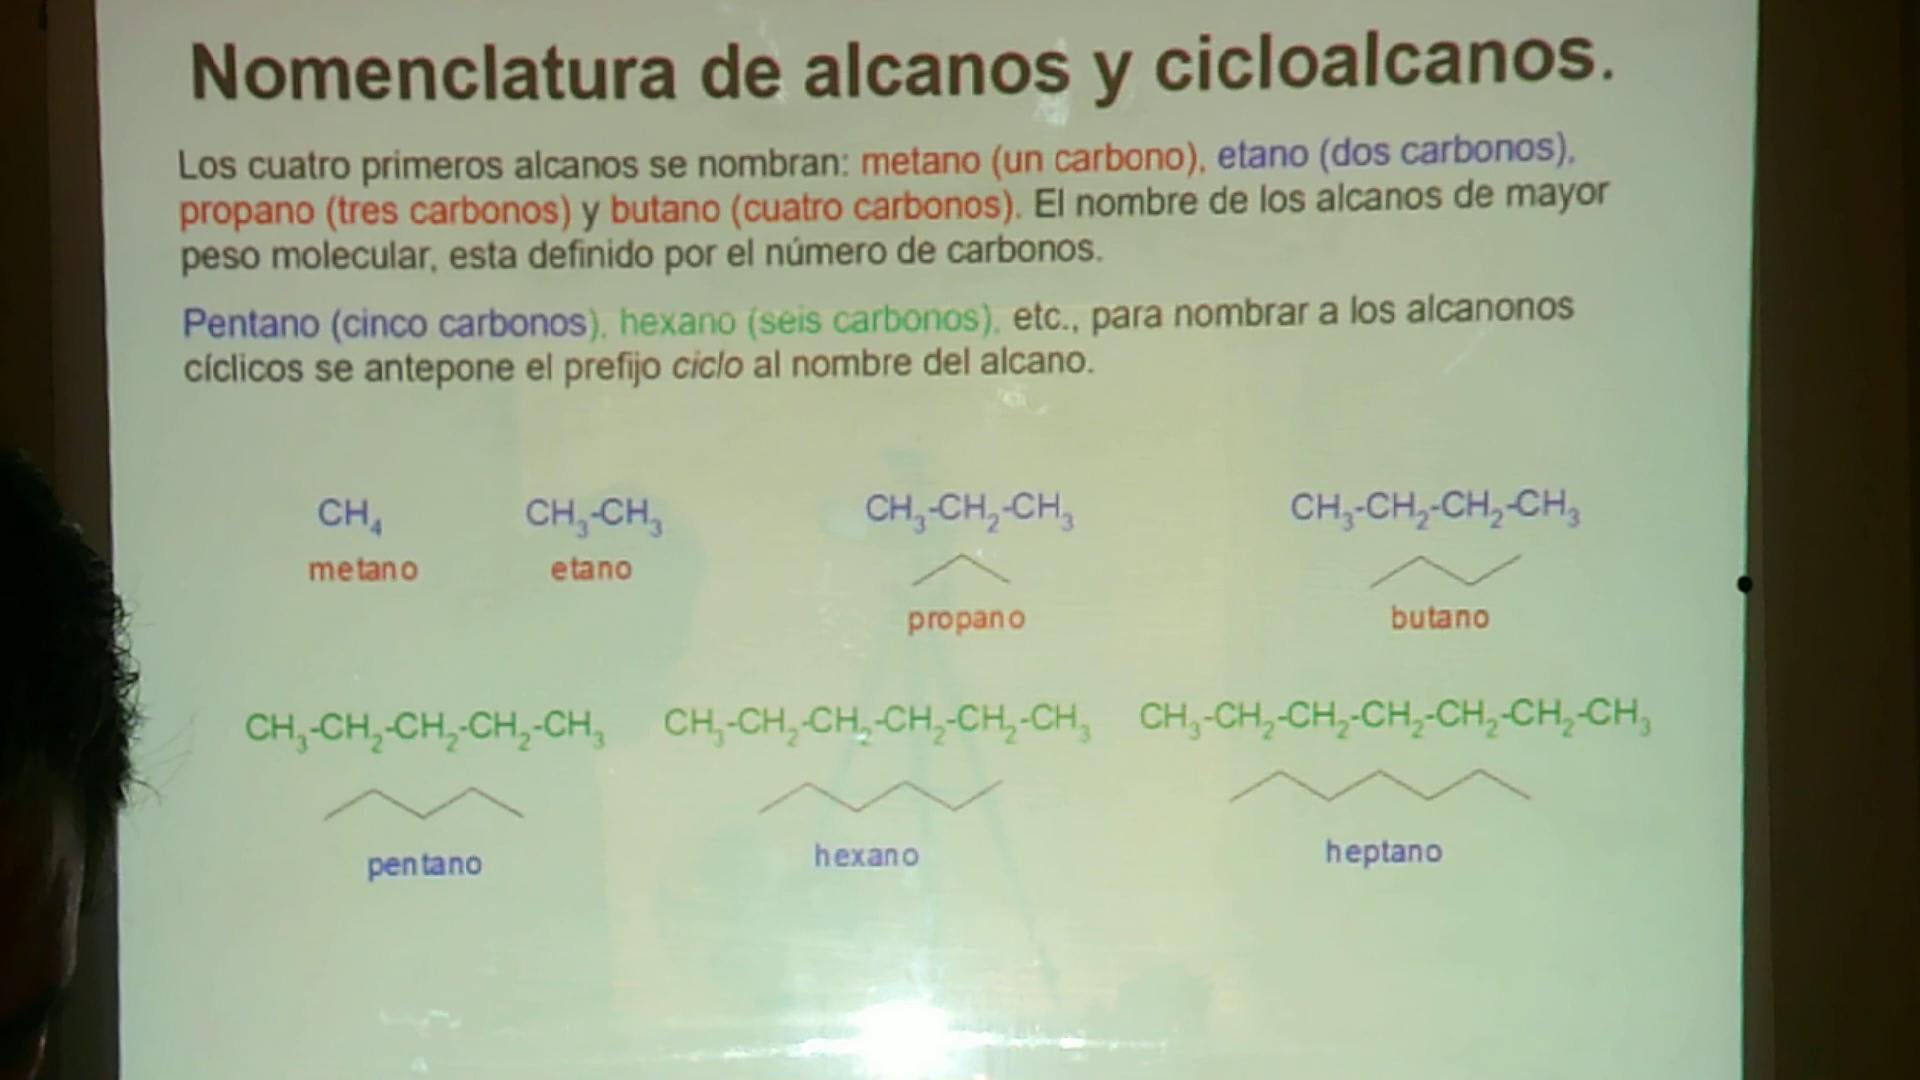 Nomenclatura de alcanos y cicloalcanos.
Los cuatro primeros alcanos se nombran: metano (un carbono), etano (dos carbonos),
propano (tres carbonos) y butano (cuatro carbonos). El nombre de los alcanos de mayor
peso molecular, esta definido por el número de carbonos.
Pentano (cinco carbonos), hexano (seis carbonos), etc., para nombrar a los alcanonos
cíclicos se antepone el prefijo ciclo al nombre del alcano.
CH₄ CH₃-CH₃ CH₃-CH₂-CH₃ CH₃-CH₂-CH₂-CH₃
metano etano
propano butano
CH₃-CH₂-CH₂-CH₂-CH₃ CH₃-CH₂-CH₂-CH₂-CH₂-CH₃ CH₃-CH₂-CH₂-CH₂-CH₂-CH₂-CH₃
pentano hexano heptano